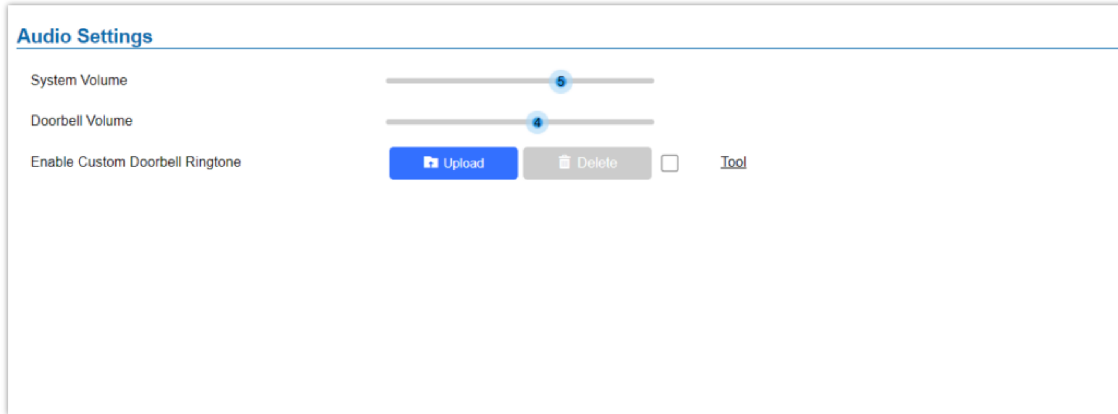 Audio Settings
System Volume 5
Doorbell Volume 4
Enable Custom Doorbell Ringtone Upload Delete Tool